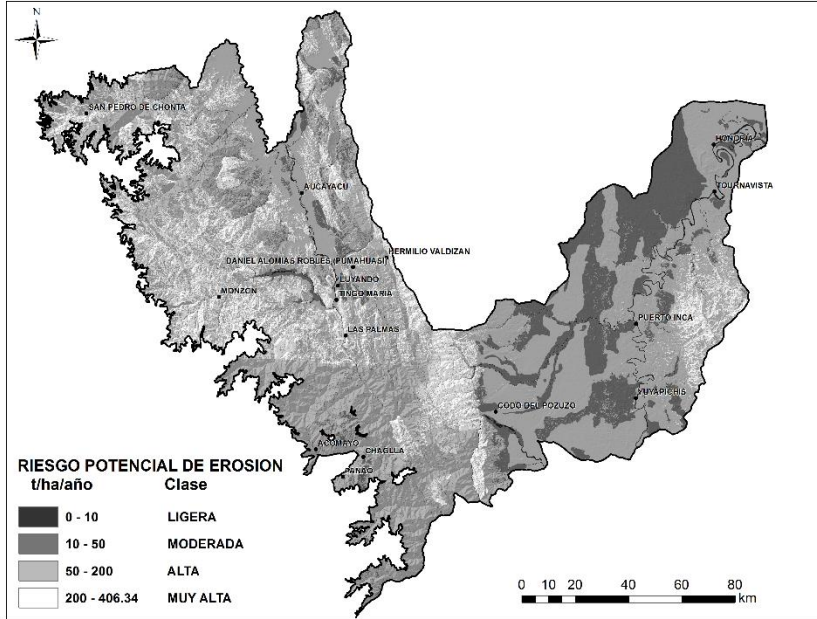 N
SAN PEDRO DE CHONTA
HONORIA
TOURNAVISTA
AUCAYACU
HERMILIO VALDIZAN
DANIEL ALOMIAS ROBLES (PUMAHUASI)
LUYANDO
MONZON
TINGO MARIA
PUERTO INCA
LAS PALMAS
YUYAPICHIS
CODO DEL POZUZO
ACOMAYO
CHAGLLA
PANAO
RIESGO POTENCIAL DE EROSION
t/ha/año Clase
0 - 10 LIGERA
10 - 50 MODERADA
50 - 200 ALTA
200 - 406.34 MUY ALTA
0 10 20 40 60 80
km